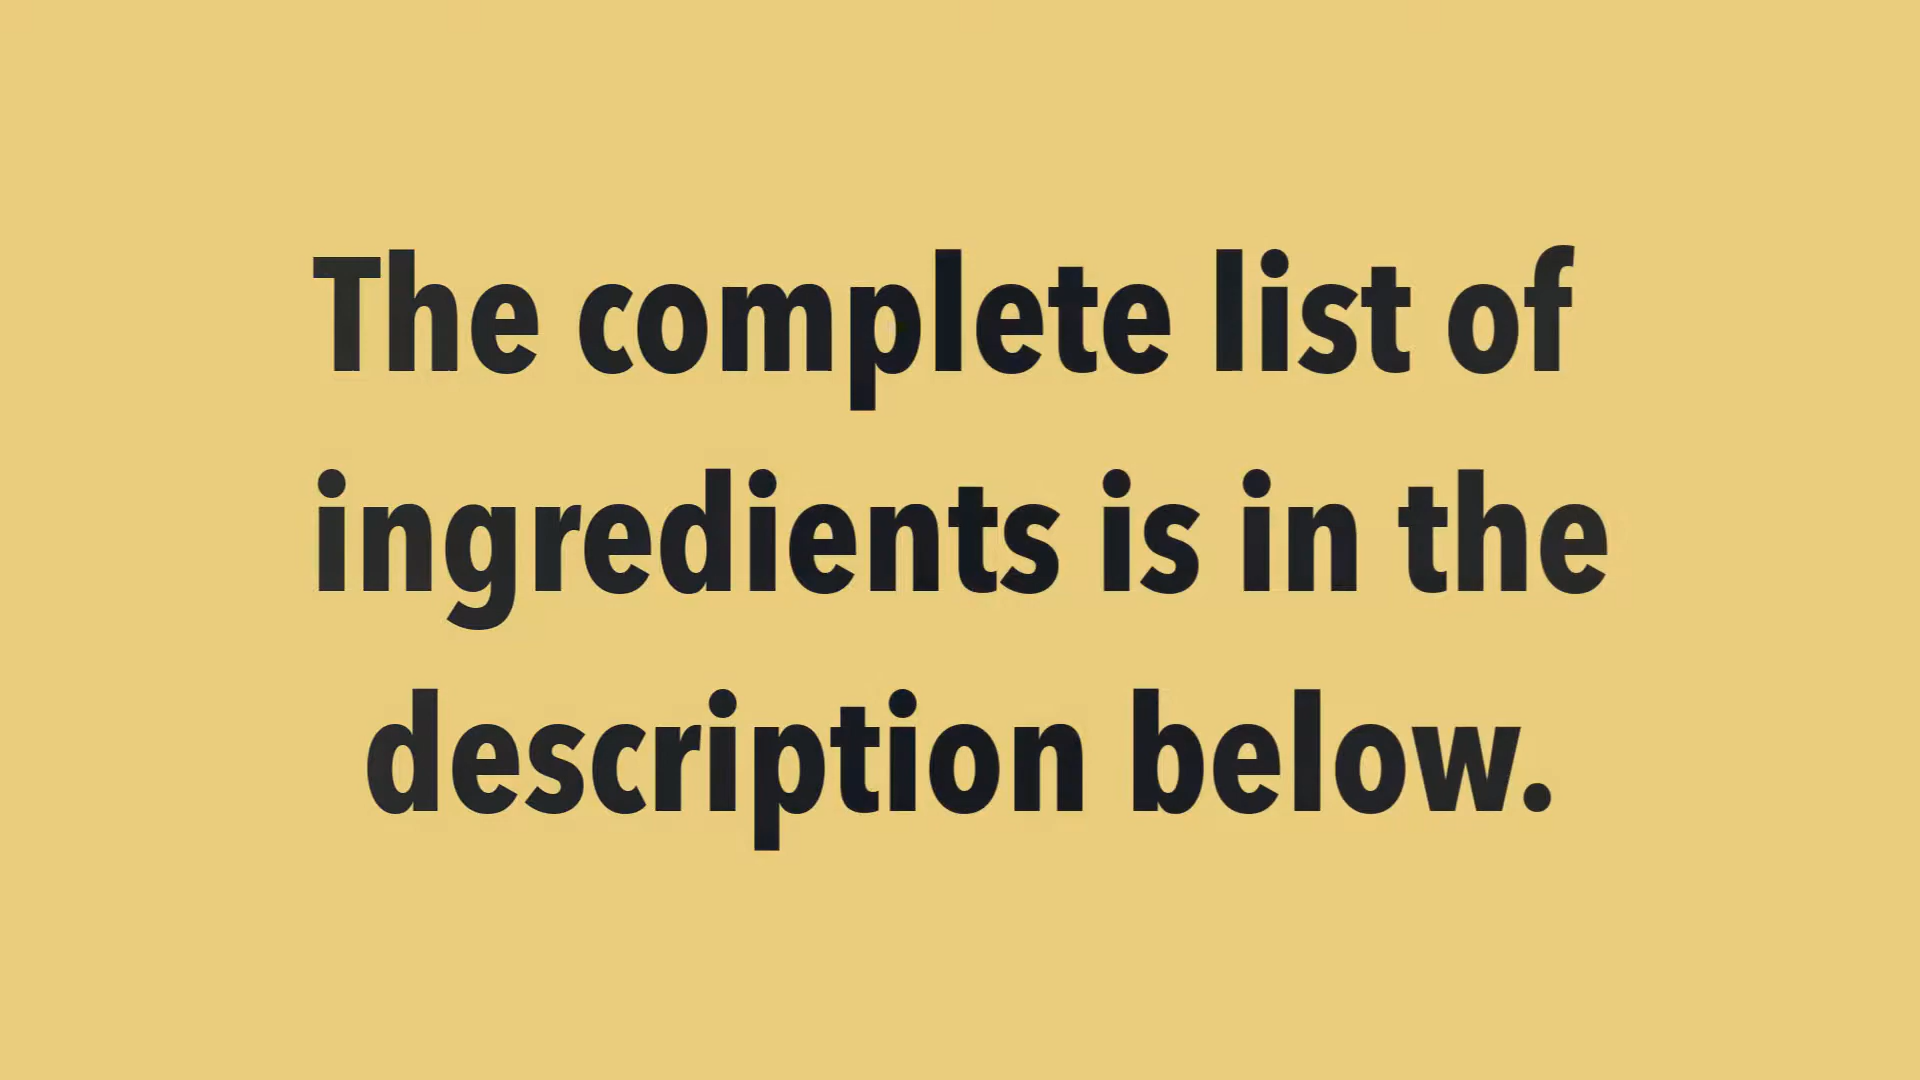 The complete list of
ingredients is in the
description below.